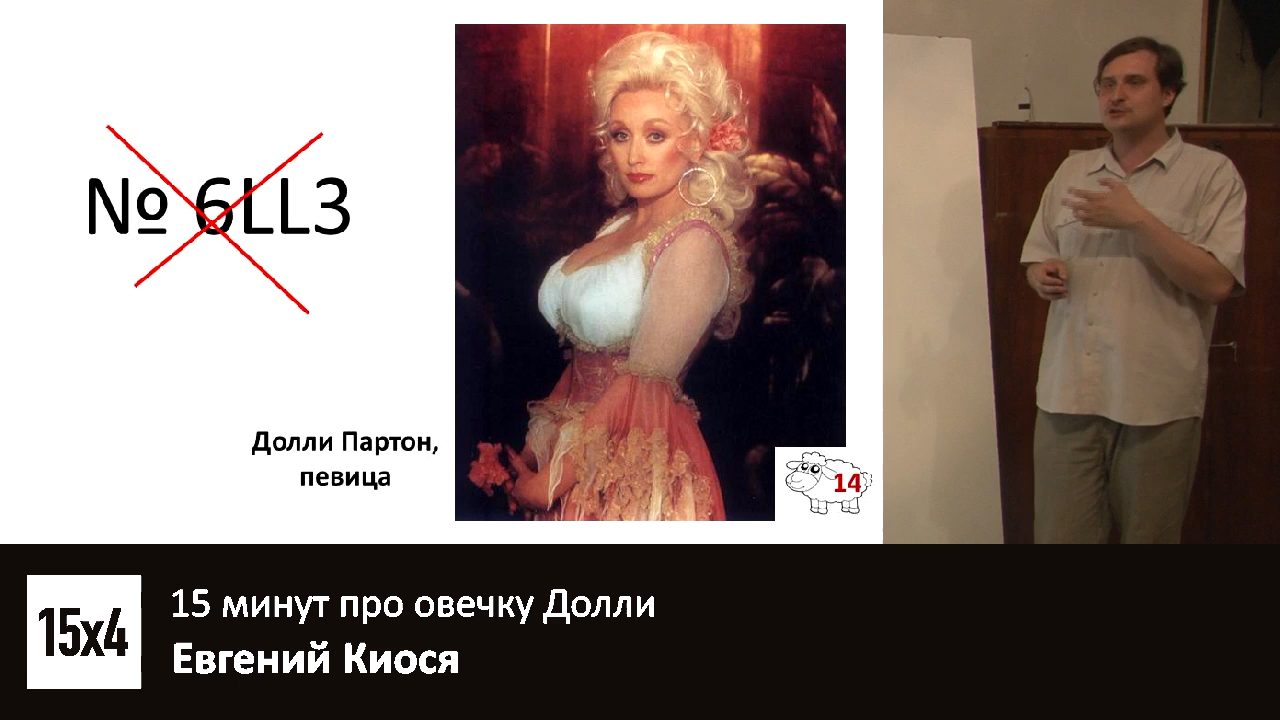 № 6LL3
Долли Партон,
певица
14
15x4
15 минут про овечку Долли
Евгений Киося